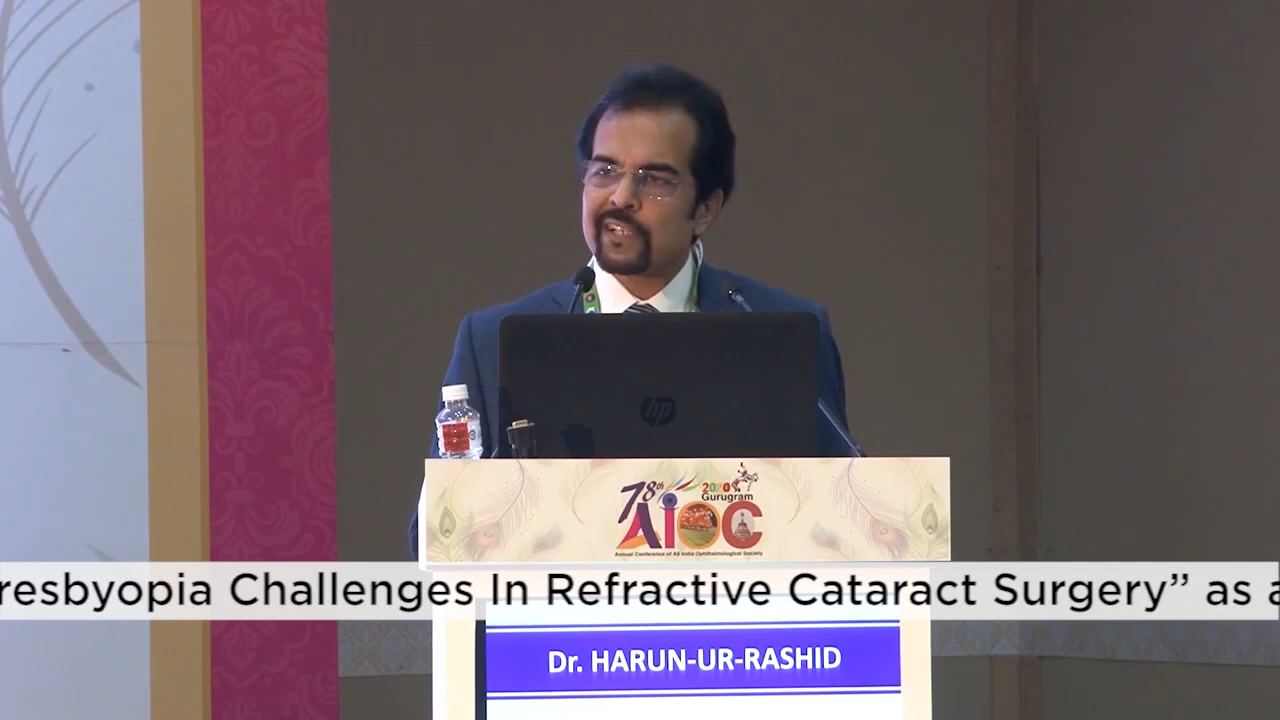 hp
78th
2020
Gurugram
AIOC
Annual Conference of All India Ophthalmological Society
resbyopia Challenges In Refractive Cataract Surgery” as a
Dr. HARUN-UR-RASHID